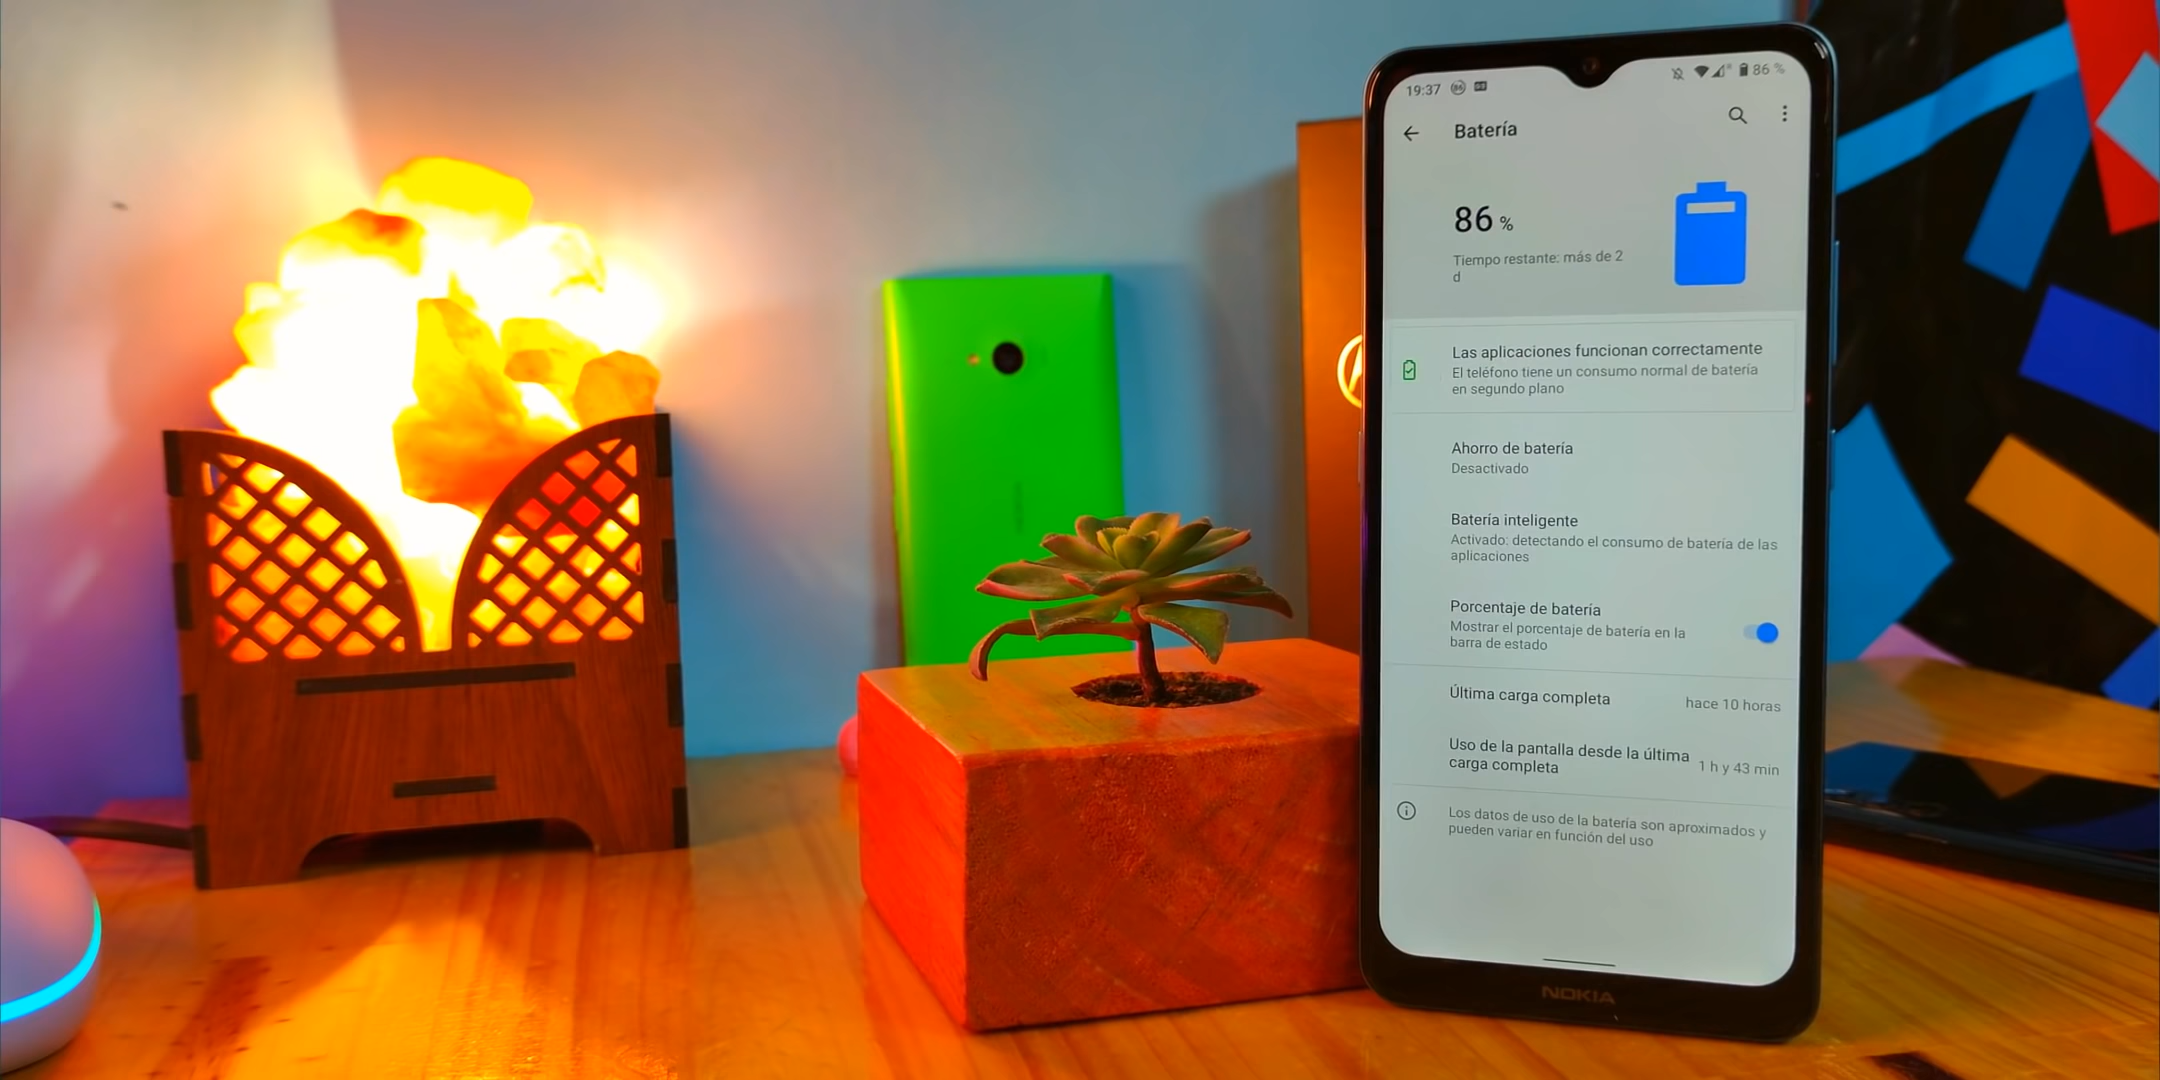 19:37 86 %
Batería
86 %
Tiempo restante: más de 2
d
Las aplicaciones funcionan correctamente
El teléfono tiene un consumo normal de batería
en segundo plano
Ahorro de batería
Desactivado
Batería inteligente
Activado: detectando el consumo de batería de las
aplicaciones
Porcentaje de batería
Mostrar el porcentaje de batería en la
barra de estado
Última carga completa hace 10 horas
Uso de la pantalla desde la última
carga completa 1 h y 43 min
Los datos de uso de la batería son aproximados y
pueden variar en función del uso
NOKIA